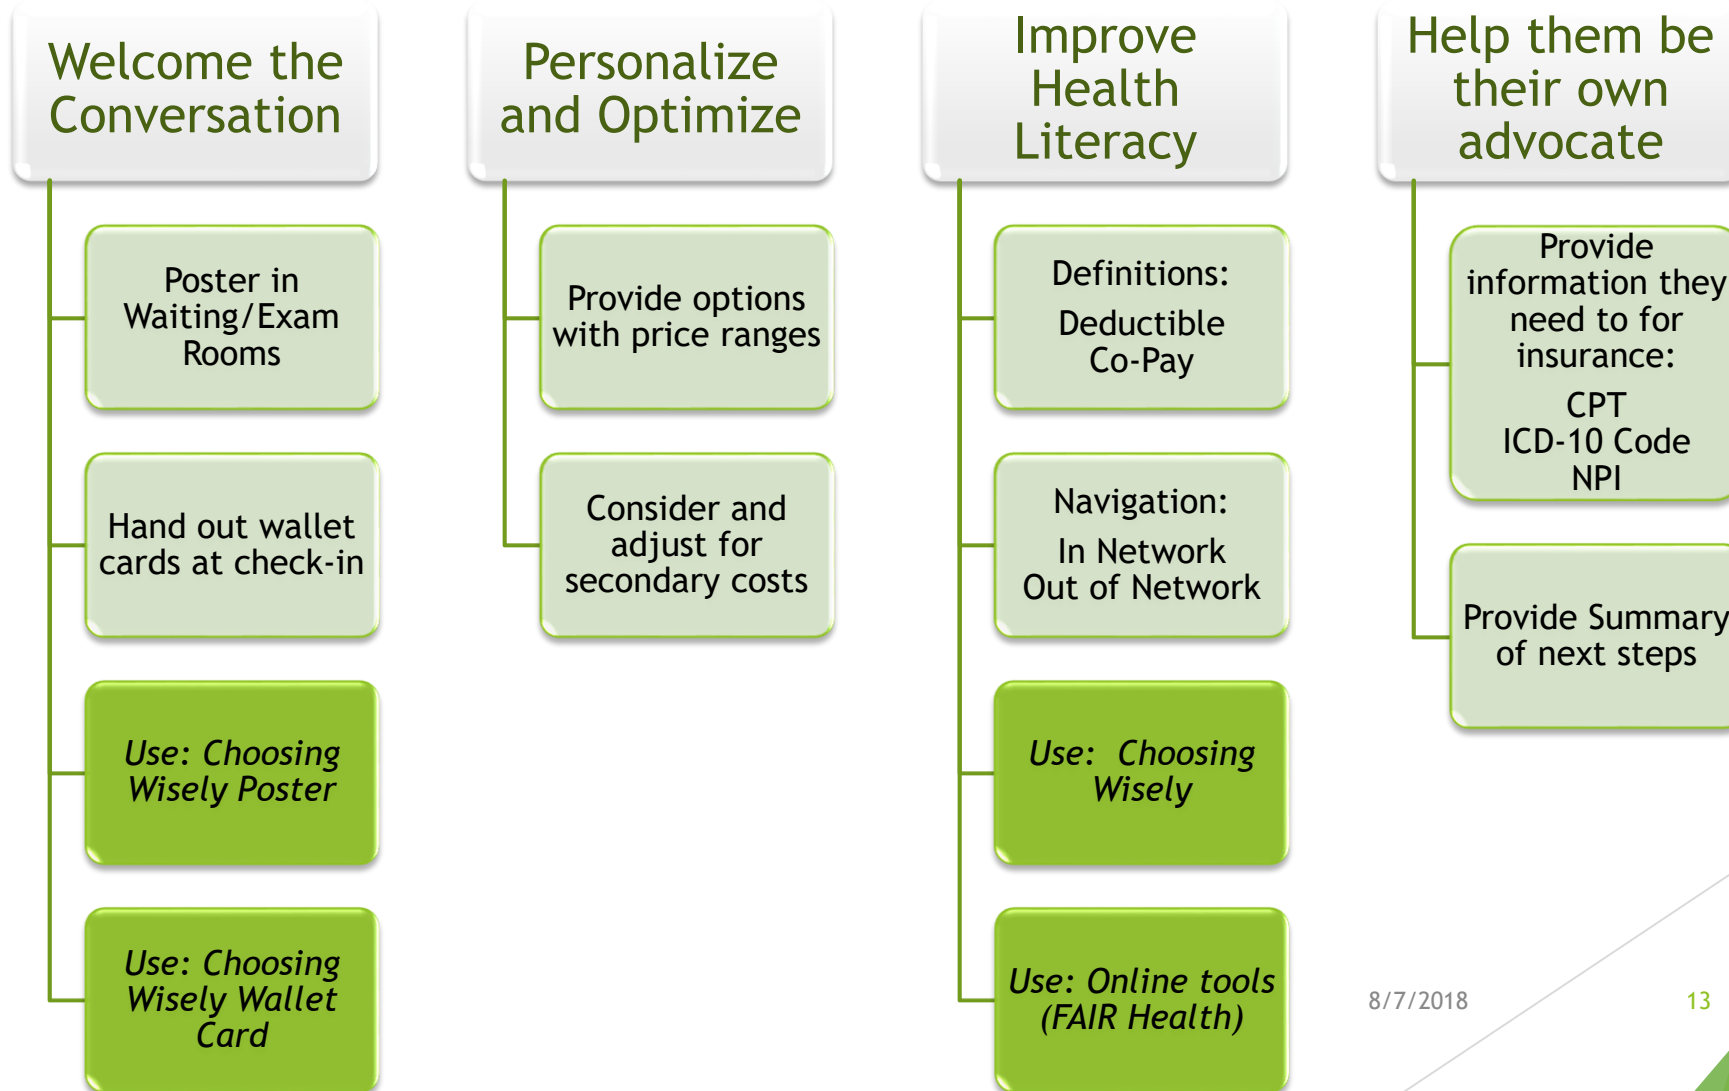 Welcome the
Conversation
Poster in
Waiting/Exam
Rooms
Hand out wallet
cards at check-in
Use: Choosing
Wisely Poster
Use: Choosing
Wisely Wallet
Card
Personalize
and Optimize
Provide options
with price ranges
Consider and
adjust for
secondary costs
Improve
Health
Literacy
Definitions:
Deductible
Co-Pay
Navigation:
In Network
Out of Network
Use:  Choosing
Wisely
Use: Online tools
(FAIR Health)
Help them be
their own
advocate
Provide
information they
need to for
insurance:
CPT
ICD-10 Code
NPI
Provide Summary
of next steps
8/7/2018
13